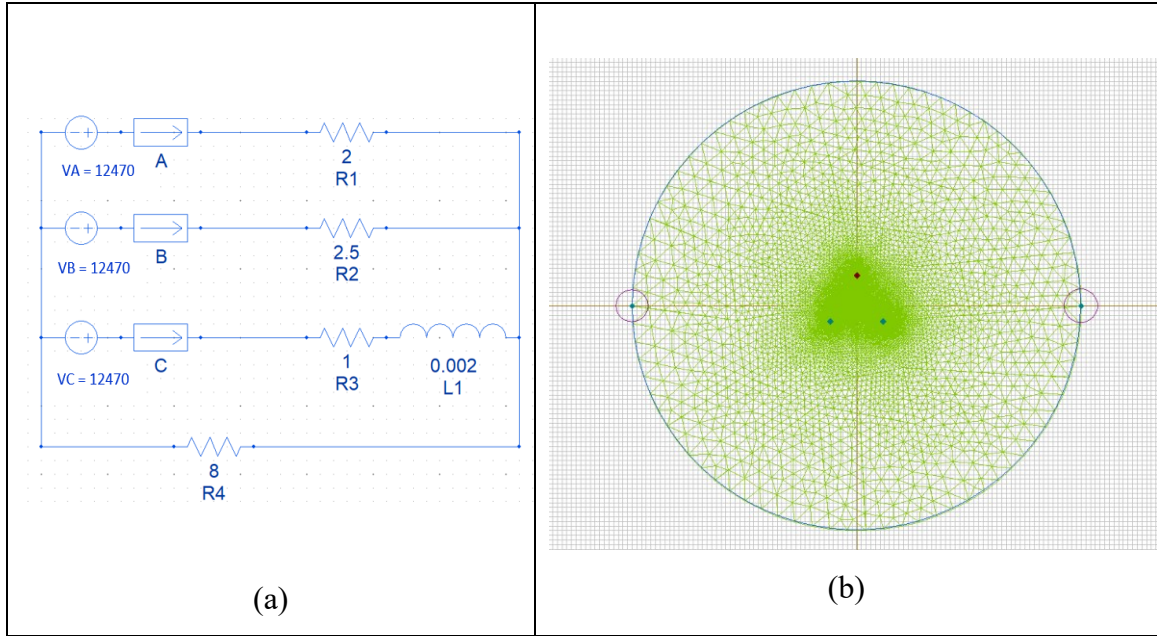 A
VA = 12470
2
R1
B
VB = 12470
2.5
R2
C
VC = 12470
1
R3
0.002
L1
8
R4
(a)
(b)